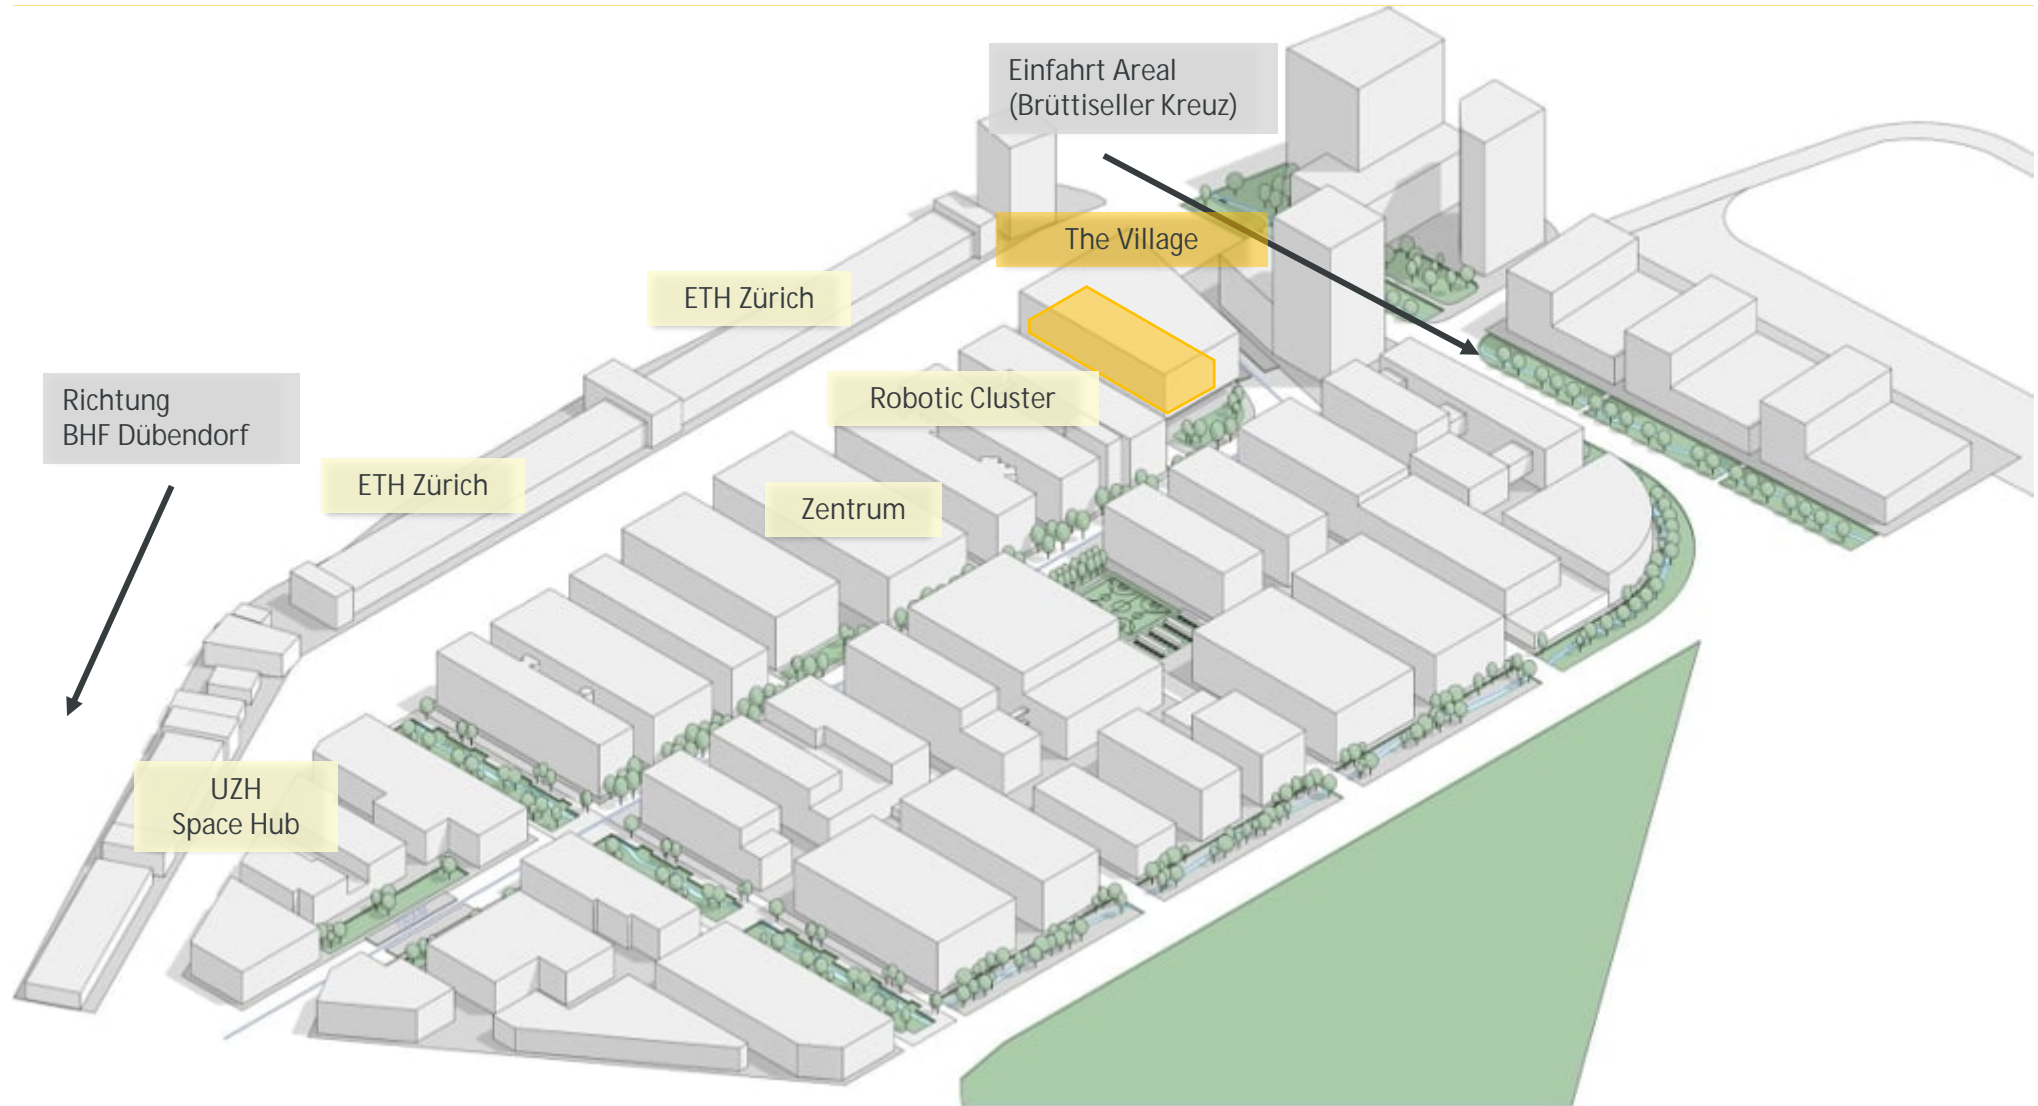 Einfahrt Areal
(Brüttiseller Kreuz)
The Village
ETH Zürich
Richtung
BHF Dübendorf
Robotic Cluster
ETH Zürich
Zentrum
UZH
Space Hub